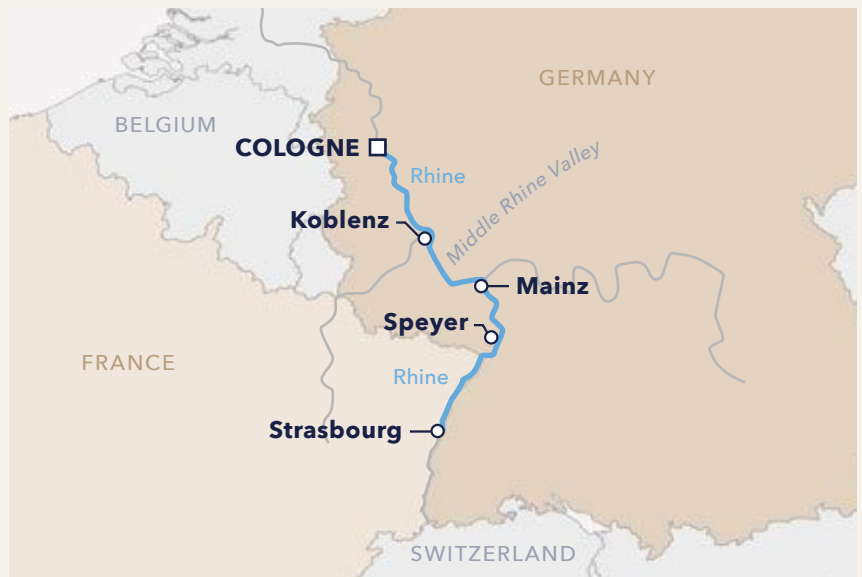 GERMANY
BELGIUM
COLOGNE
Rhine
Middle Rhine Valley
Koblenz
Mainz
Speyer
FRANCE
Rhine
Strasbourg
SWITZERLAND